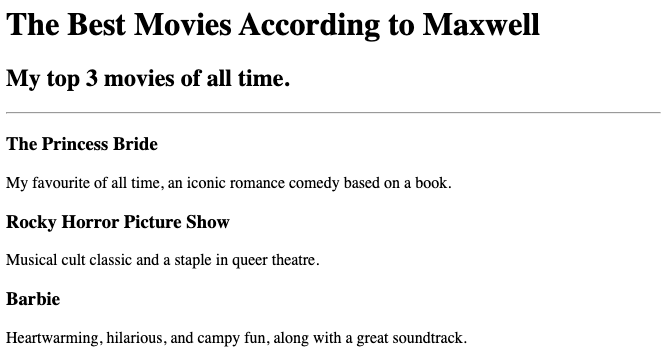 The Best Movies According to Maxwell
My top 3 movies of all time.
The Princess Bride
My favourite of all time, an iconic romance comedy based on a book.
Rocky Horror Picture Show
Musical cult classic and a staple in queer theatre.
Barbie
Heartwarming, hilarious, and campy fun, along with a great soundtrack.